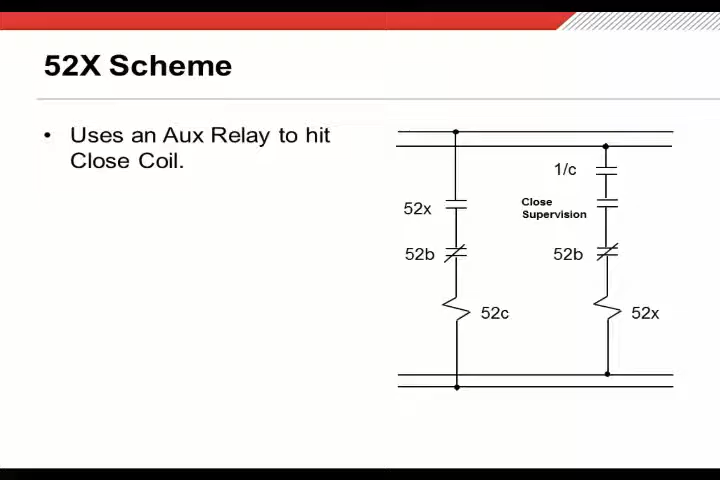 52X Scheme
• Uses an Aux Relay to hit
Close Coil.
1/c
52x
Close
Supervision
52b
52b
52c
52x